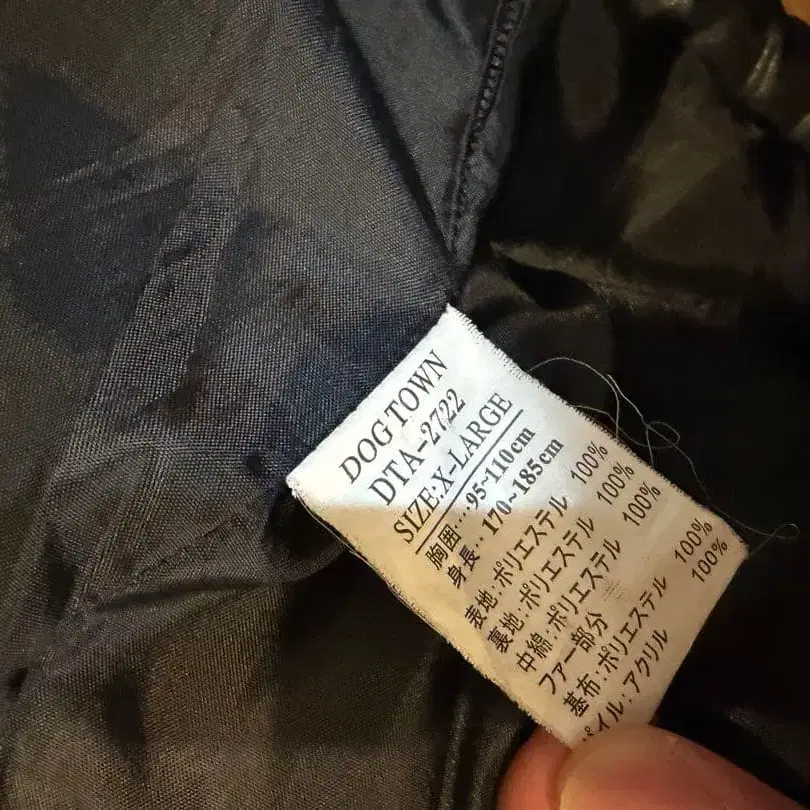 DOG TOWN
DTA-2722
SIZE:X-LARGE
胸囲…95~110cm
身長‥170~185cm
表地:ポリエステル 100%
裏地:ポリエステル 100%
中綿:ポリエステル 100%
ファー部分
基布:ポリエステル 100%
パイル:アクリル 100%